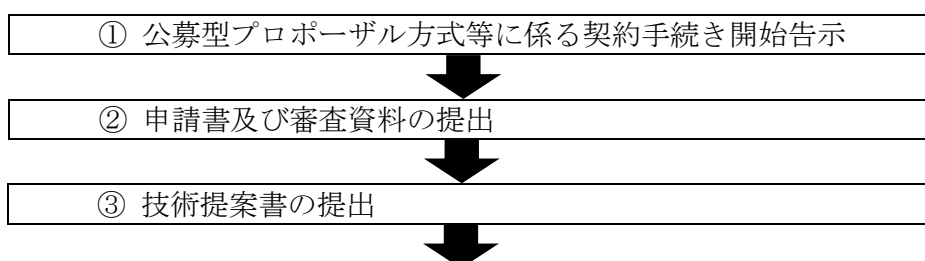 ① 公募型プロポーザル方式等に係る契約手続き開始告示
② 申請書及び審査資料の提出
③ 技術提案書の提出